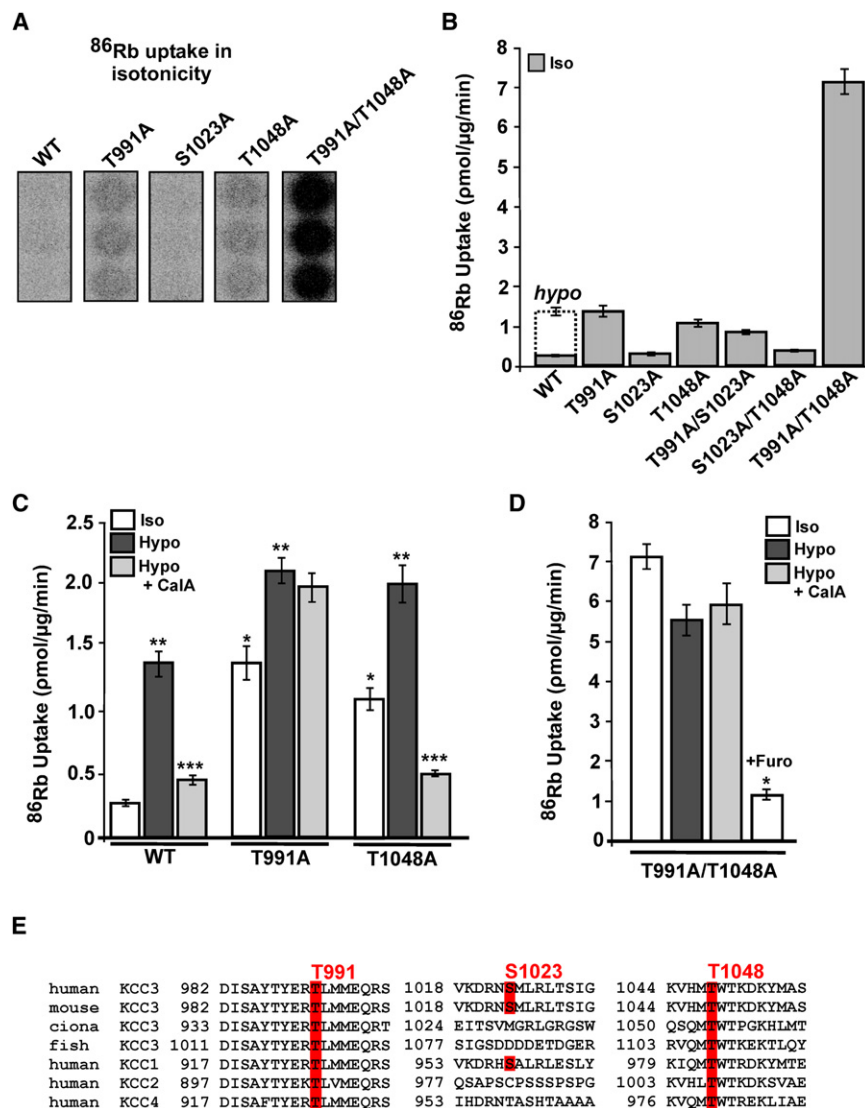 A
86Rb uptake in
isotonicity
WT
T991A
S1023A
T1048A
T991A/T1048A
B
Iso
86Rb Uptake (pmol/µg/min)
8
7
6
5
4
3
2
1
0
hypo
WT
T991A
S1023A
T1048A
T991A/S1023A
S1023A/T1048A
T991A/T1048A
C
Iso
Hypo
Hypo
+ CalA
86Rb Uptake (pmol/µg/min)
2.5
2.0
1.5
1.0
0.5
0
**
***
*
**
*
**
***
WT
T991A
T1048A
D
Iso
Hypo
Hypo
+ CalA
86Rb Uptake (pmol/µg/min)
8
7
6
5
4
3
2
1
0
+Furo
*
T991A/T1048A
E
T991 S1023 T1048
human KCC3 982 DISAYTYERTLMMEQRS 1018 VKDRNSMLRLTSIG 1044 KVHMTWTKDKYMAS
mouse KCC3 982 DISAYTYERTLMMEQRS 1018 VKDRNSMLRLTSIG 1044 KVHMTWTKDKYMAS
ciona KCC3 933 DISAYTYERTLMMEQRT 1024 EITSVMGRLGRGSW 1050 QSQMTWTPGKHLMT
fish KCC3 1011 DISAYTYERTLMMEQRS 1077 SIGSDDDDETDGER 1103 RVQMTWTKEKTLQY
human KCC1 917 DISAYTYERTLMMEQRS 953 VKDRHSALRLESLY 979 KIQMTWTRDKYMTE
human KCC2 897 DISAYTYEKTLVMEQRS 977 QSAPSCPSSSPSPG 1003 KVHLTWTKDKSVAE
human KCC4 917 DISAFTYERTLMMEQRS 953 IHDRNTASHTAAAA 976 KVQMTWTREKLIAE